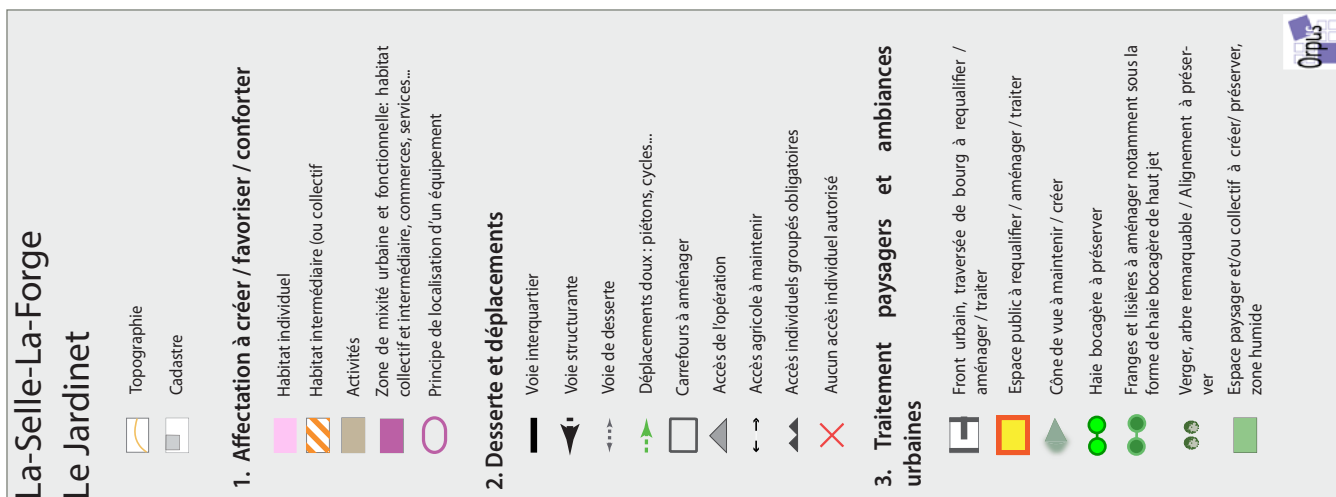 La-Selle-La-Forge
Le Jardinet
Topographie
Cadastre
1. Affectation à créer / favoriser / conforter
Habitat individuel
Habitat intermédiaire (ou collectif
Activités
Zone de mixité urbaine et fonctionnelle: habitat
collectif et intermédiaire, commerces, services...
Principe de localisation d'un équipement
2. Desserte et déplacements
Voie interquartier
Voie structurante
Voie de desserte
Déplacements doux : piétons, cycles...
Carrefours à aménager
Accès de l'opération
Accès agricole à maintenir
Accès individuels groupés obligatoires
Aucun accès individuel autorisé
3. Traitement paysagers et ambiances
urbaines
Front urbain, traversée de bourg à requalifier /
aménager / traiter
Espace public à requalifier / aménager / traiter
Cône de vue à maintenir / créer
Haie bocagère à préserver
Franges et lisières à aménager notamment sous la
forme de haie bocagère de haut jet
Verger, arbre remarquable / Alignement à préser-
ver
Espace paysager et/ou collectif à créer/ préserver,
zone humide
Orpus